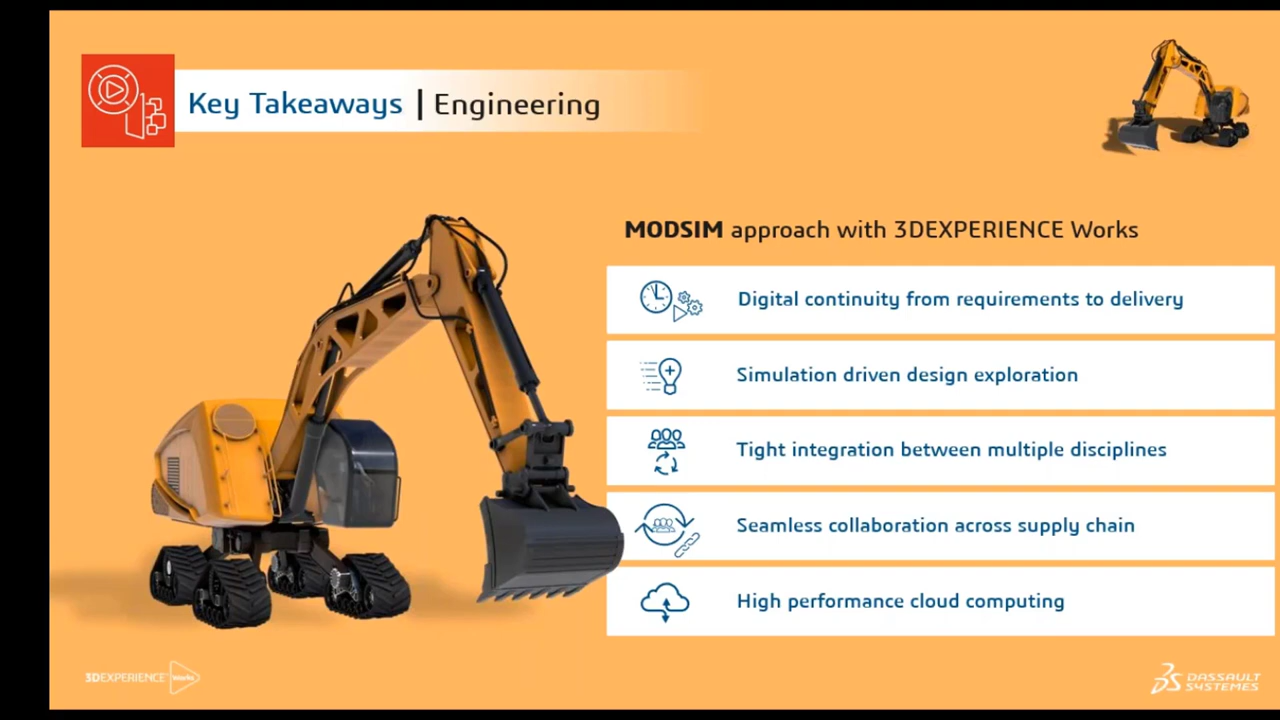 Key Takeaways | Engineering
MODSIM approach with 3DEXPERIENCE Works
Digital continuity from requirements to delivery
Simulation driven design exploration
Tight integration between multiple disciplines
Seamless collaboration across supply chain
High performance cloud computing
3DEXPERIENCE Works
DASSAULT
SYSTEMES